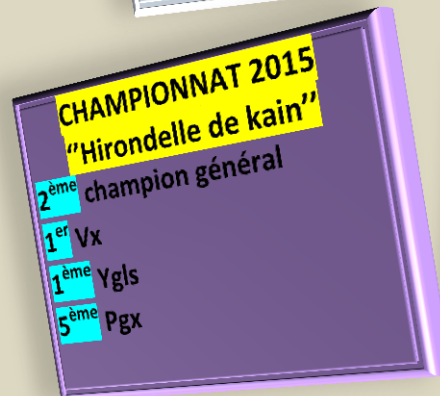 CHAMPIONNAT 2015
‘’Hirondelle de kain’’
2ème champion général
1er Vx
1ème Ygls
5ème Pgx